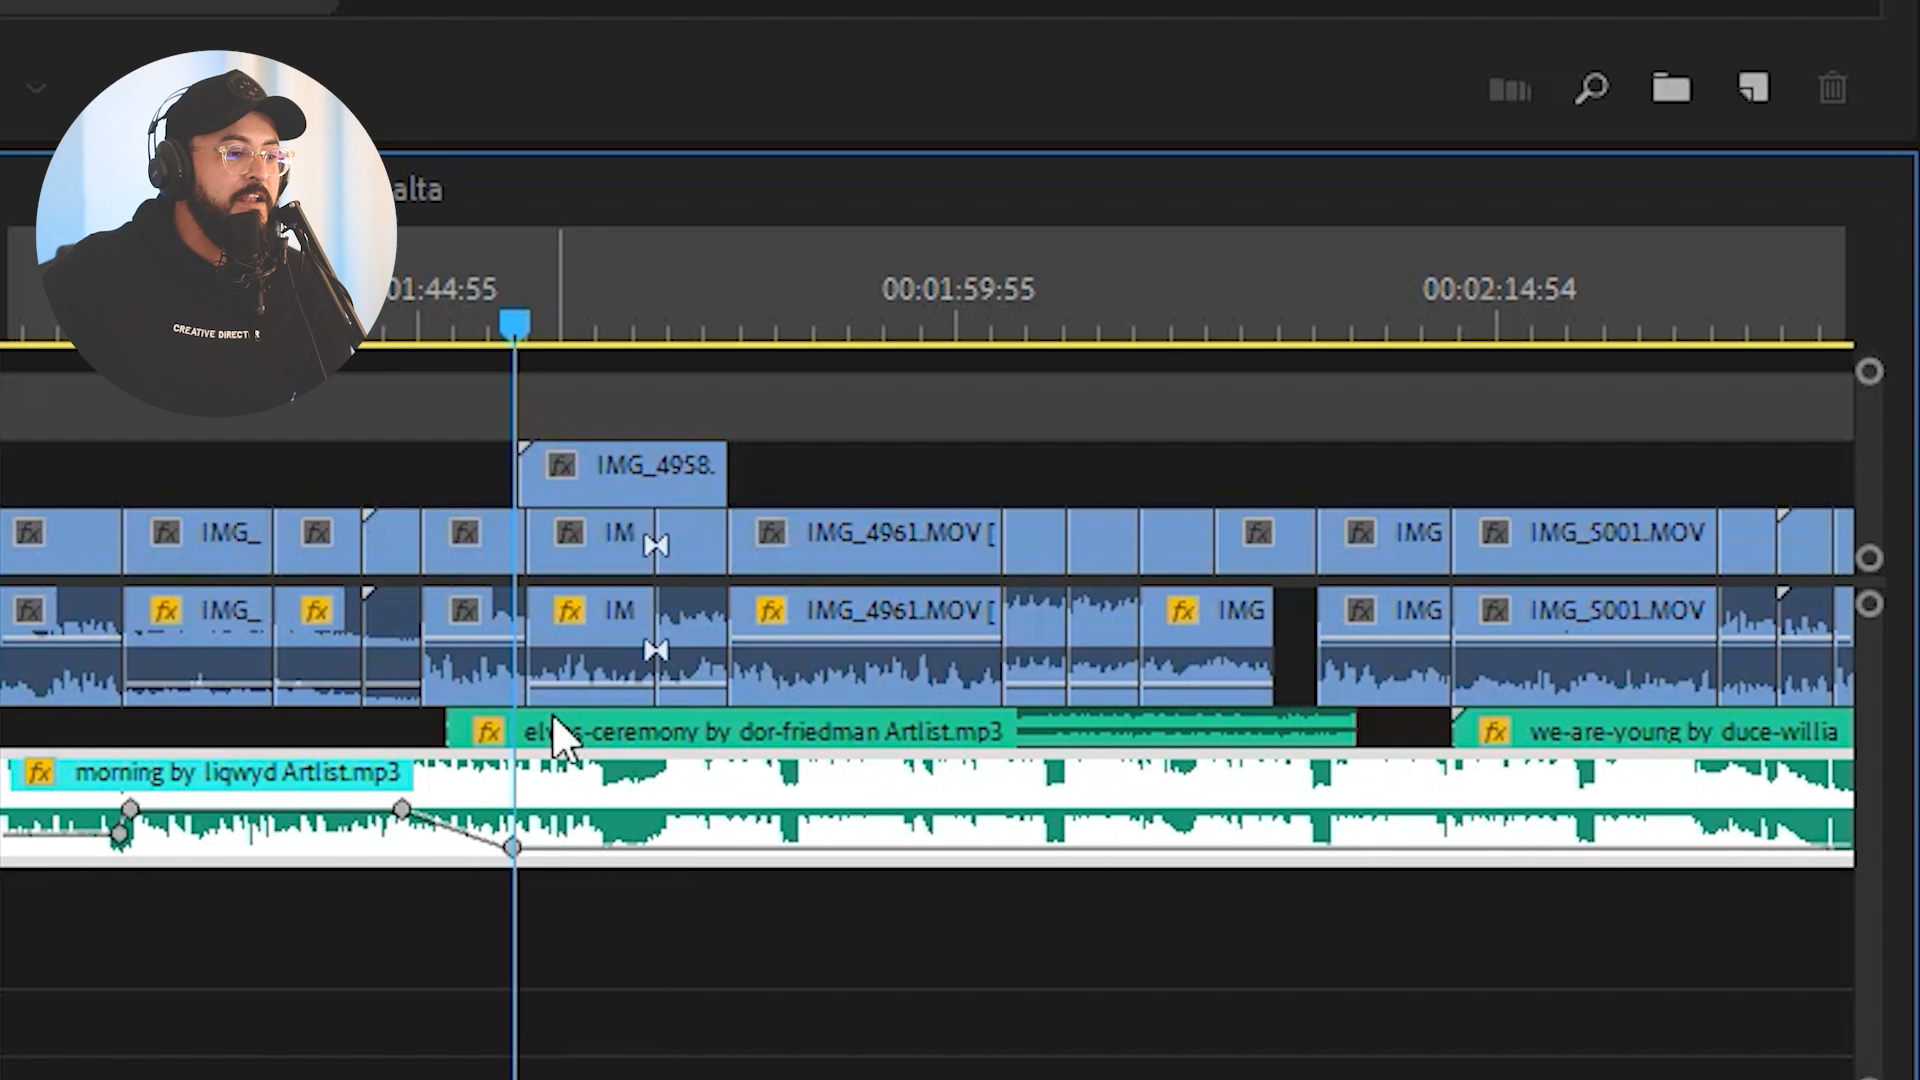 alta
01:44:55
00:01:59:55
00:02:14:54
CREATIVE DIRECT R
fx IMG_4958.
fx
fx IMG_
fx
fx
fx IM
fx IMG_4961.MOV [
fx
fx IMG
fx IMG_5001.MOV
fx
fx IMG_
fx
fx
fx IM
fx IMG_4961.MOV [
fx IMG
fx IMG
fx IMG_5001.MOV
fx el s-ceremony by dor-friedman Artlist.mp3
fx we-are-young by duce-willia
fx morning by liqwyd Artlist.mp3